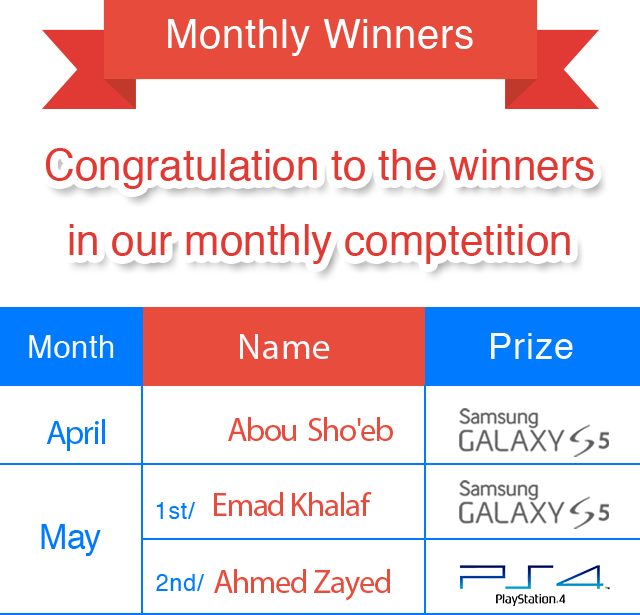 Monthly Winners
Congratulation to the winners
in our monthly comptetition
Month Name Prize
April Abou Sho'eb Samsung GALAXY S5
May 1st/ Emad Khalaf Samsung GALAXY S5
2nd/ Ahmed Zayed PS4 PlayStation.4